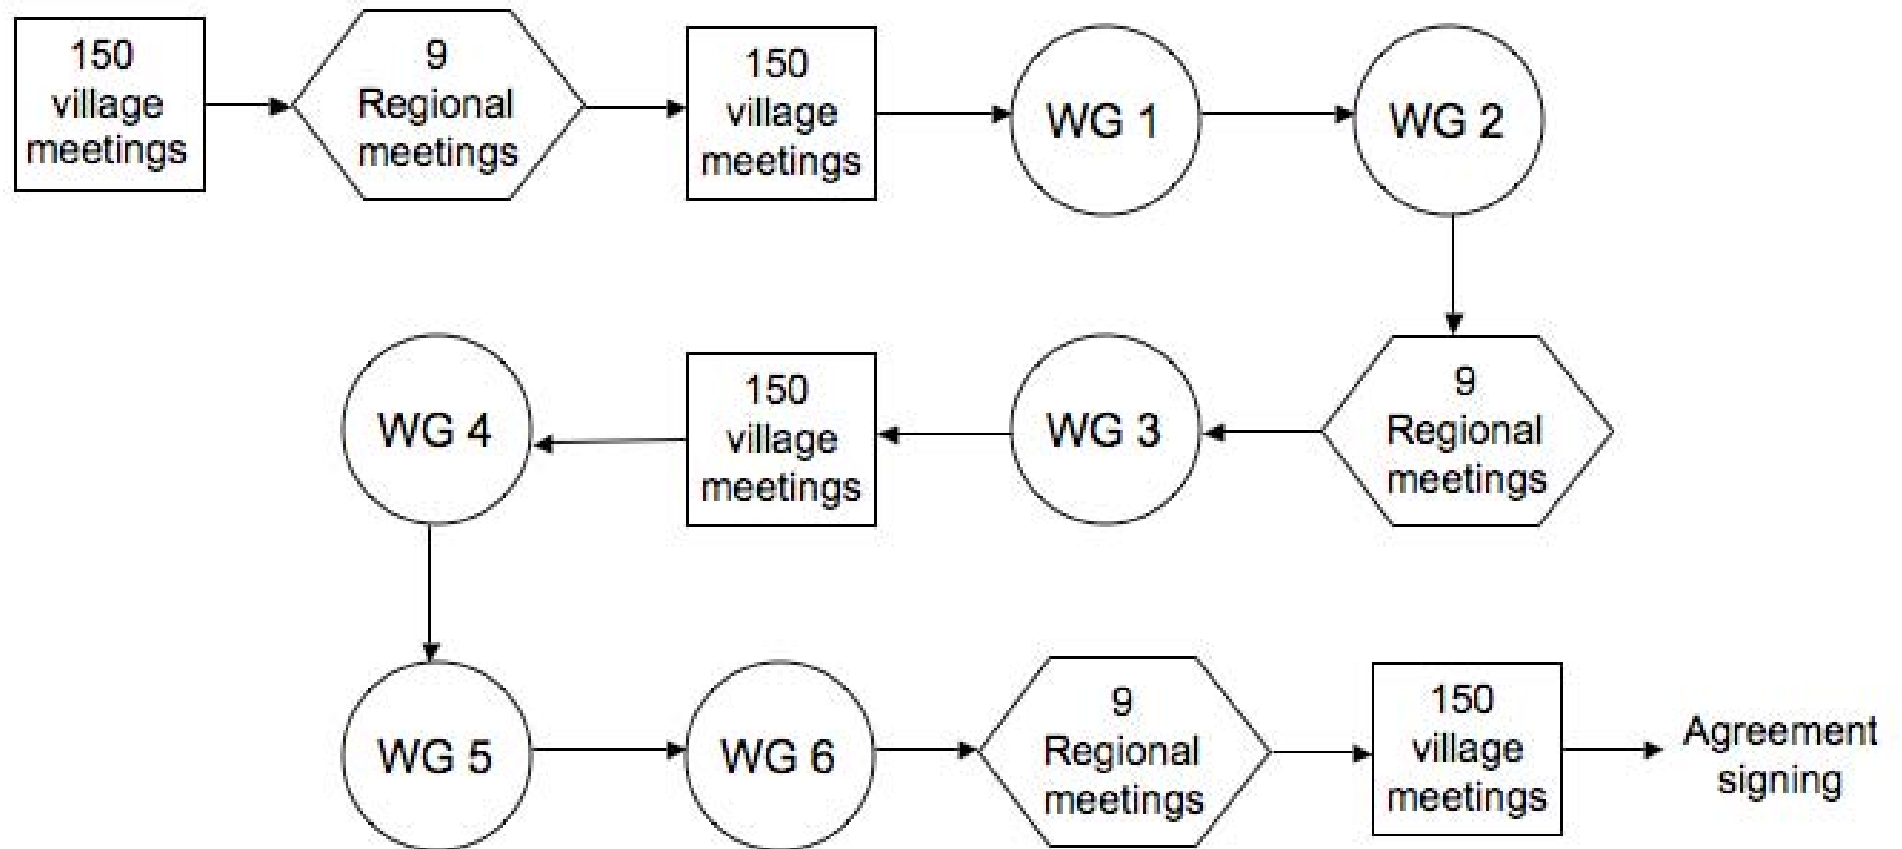 150
village
meetings
9
Regional
meetings
150
village
meetings
WG 1
WG 2
WG 4
150
village
meetings
WG 3
9
Regional
meetings
WG 5
WG 6
9
Regional
meetings
150
village
meetings
Agreement
signing